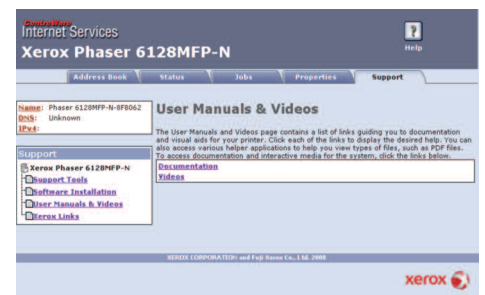 CentreWare
Internet Services
Xerox Phaser 6128MFP-N
Help
Address Book
Status
Jobs
Properties
Support
Name: Phaser 6128MFP-N-8F8062
DNS: Unknown
IPv4:
User Manuals & Videos
The User Manuals and Videos page contains a list of links guiding you to documentation
and visual aids for your printer. Click each of the links to display the desired help. You can
also access various helper applications to help you view types of files, such as PDF files.
To access documentation and interactive media for the system, click the links below.
Documentation
Videos
Support
Xerox Phaser 6128MFP-N
Support Tools
Software Installation
User Manuals & Videos
Xerox Links
XEROX CORPORATION and Fuji Xerox Co., Ltd. 2008
xerox